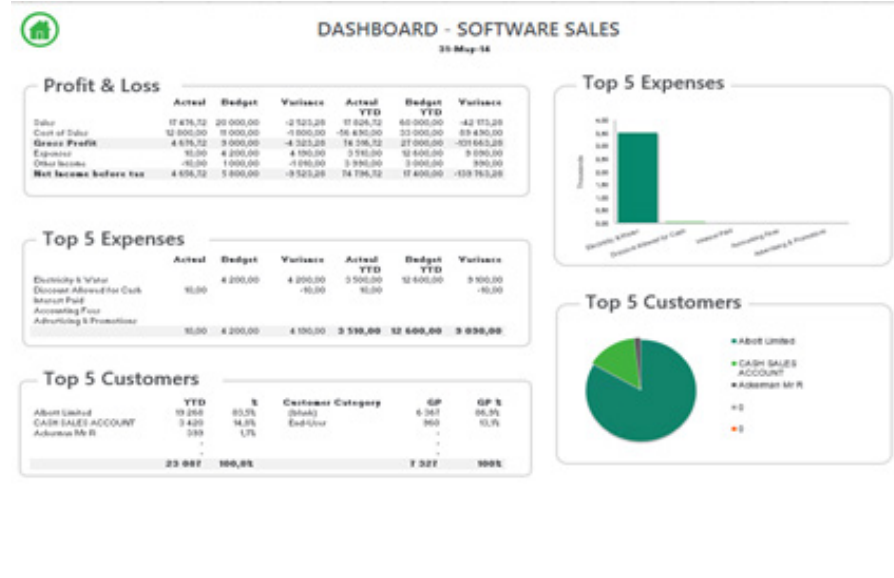 DASHBOARD - SOFTWARE SALES
31-May-14
Profit & Loss
Actual Budget Variance Actual YTD Budget YTD Variance
Sales 17 476,72 20 000,00 -2 523,28 17 826,72 60 000,00 -42 173,28
Cost of Sales 12 800,00 11 000,00 -1 800,00 -56 490,00 33 000,00 89 490,00
Gross Profit 4 676,72 9 000,00 -4 323,28 74 316,72 27 000,00
Expenses 10,00 4 200,00 4 190,00 3 510,00 12 600,00 9 090,00
Other Income -10,00 1 000,00 -1 010,00 3 990,00 3 000,00 990,00
Net Income before tax 4 656,72 5 800,00 74 796,72 17 400,00
Top 5 Expenses
Actual Budget Variance Actual YTD Budget YTD Variance
Electricity & Water 4 200,00 4 200,00 3 500,00 12 600,00 9 100,00
Discount Allowed for Cash 10,00 -10,00 10,00 -10,00
Interest Paid
Accounting Fees
Advertising & Promotions
10,00 4 200,00 4 190,00 3 510,00 12 600,00 9 090,00
Top 5 Customers
YTD % Customer Category GP GP %
Abott Limited 19 268 83,5% (blank) 6 367 86,9%
CASH SALES ACCOUNT 3 420 14,8% End-User 960 13,1%
Ackerman Mr R 399 1,7%
23 087 100,0% 7 327 100%
Top 5 Expenses
Thousands
Electricity & Water
Discount Allowed for Cash
Interest Paid
Accounting Fees
Advertising & Promotions
Top 5 Customers
Abott Limited
CASH SALES
ACCOUNT
Ackerman Mr R
0
0